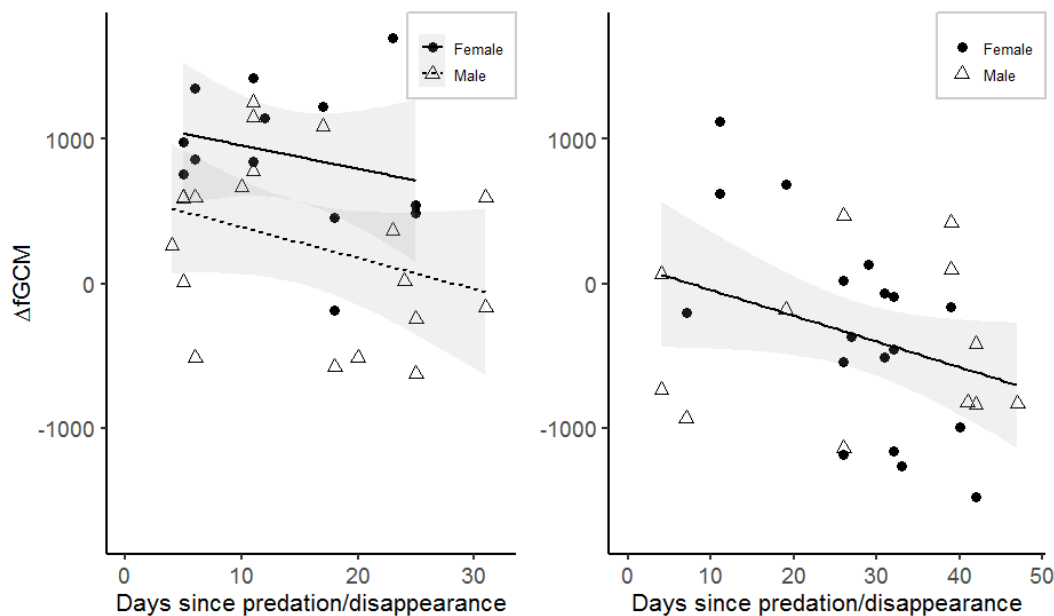 Female
Male
1000
0
-1000
ΔfGCM
0 10 20 30
Days since predation/disappearance
Female
Male
1000
0
-1000
0 10 20 30 40 50
Days since predation/disappearance